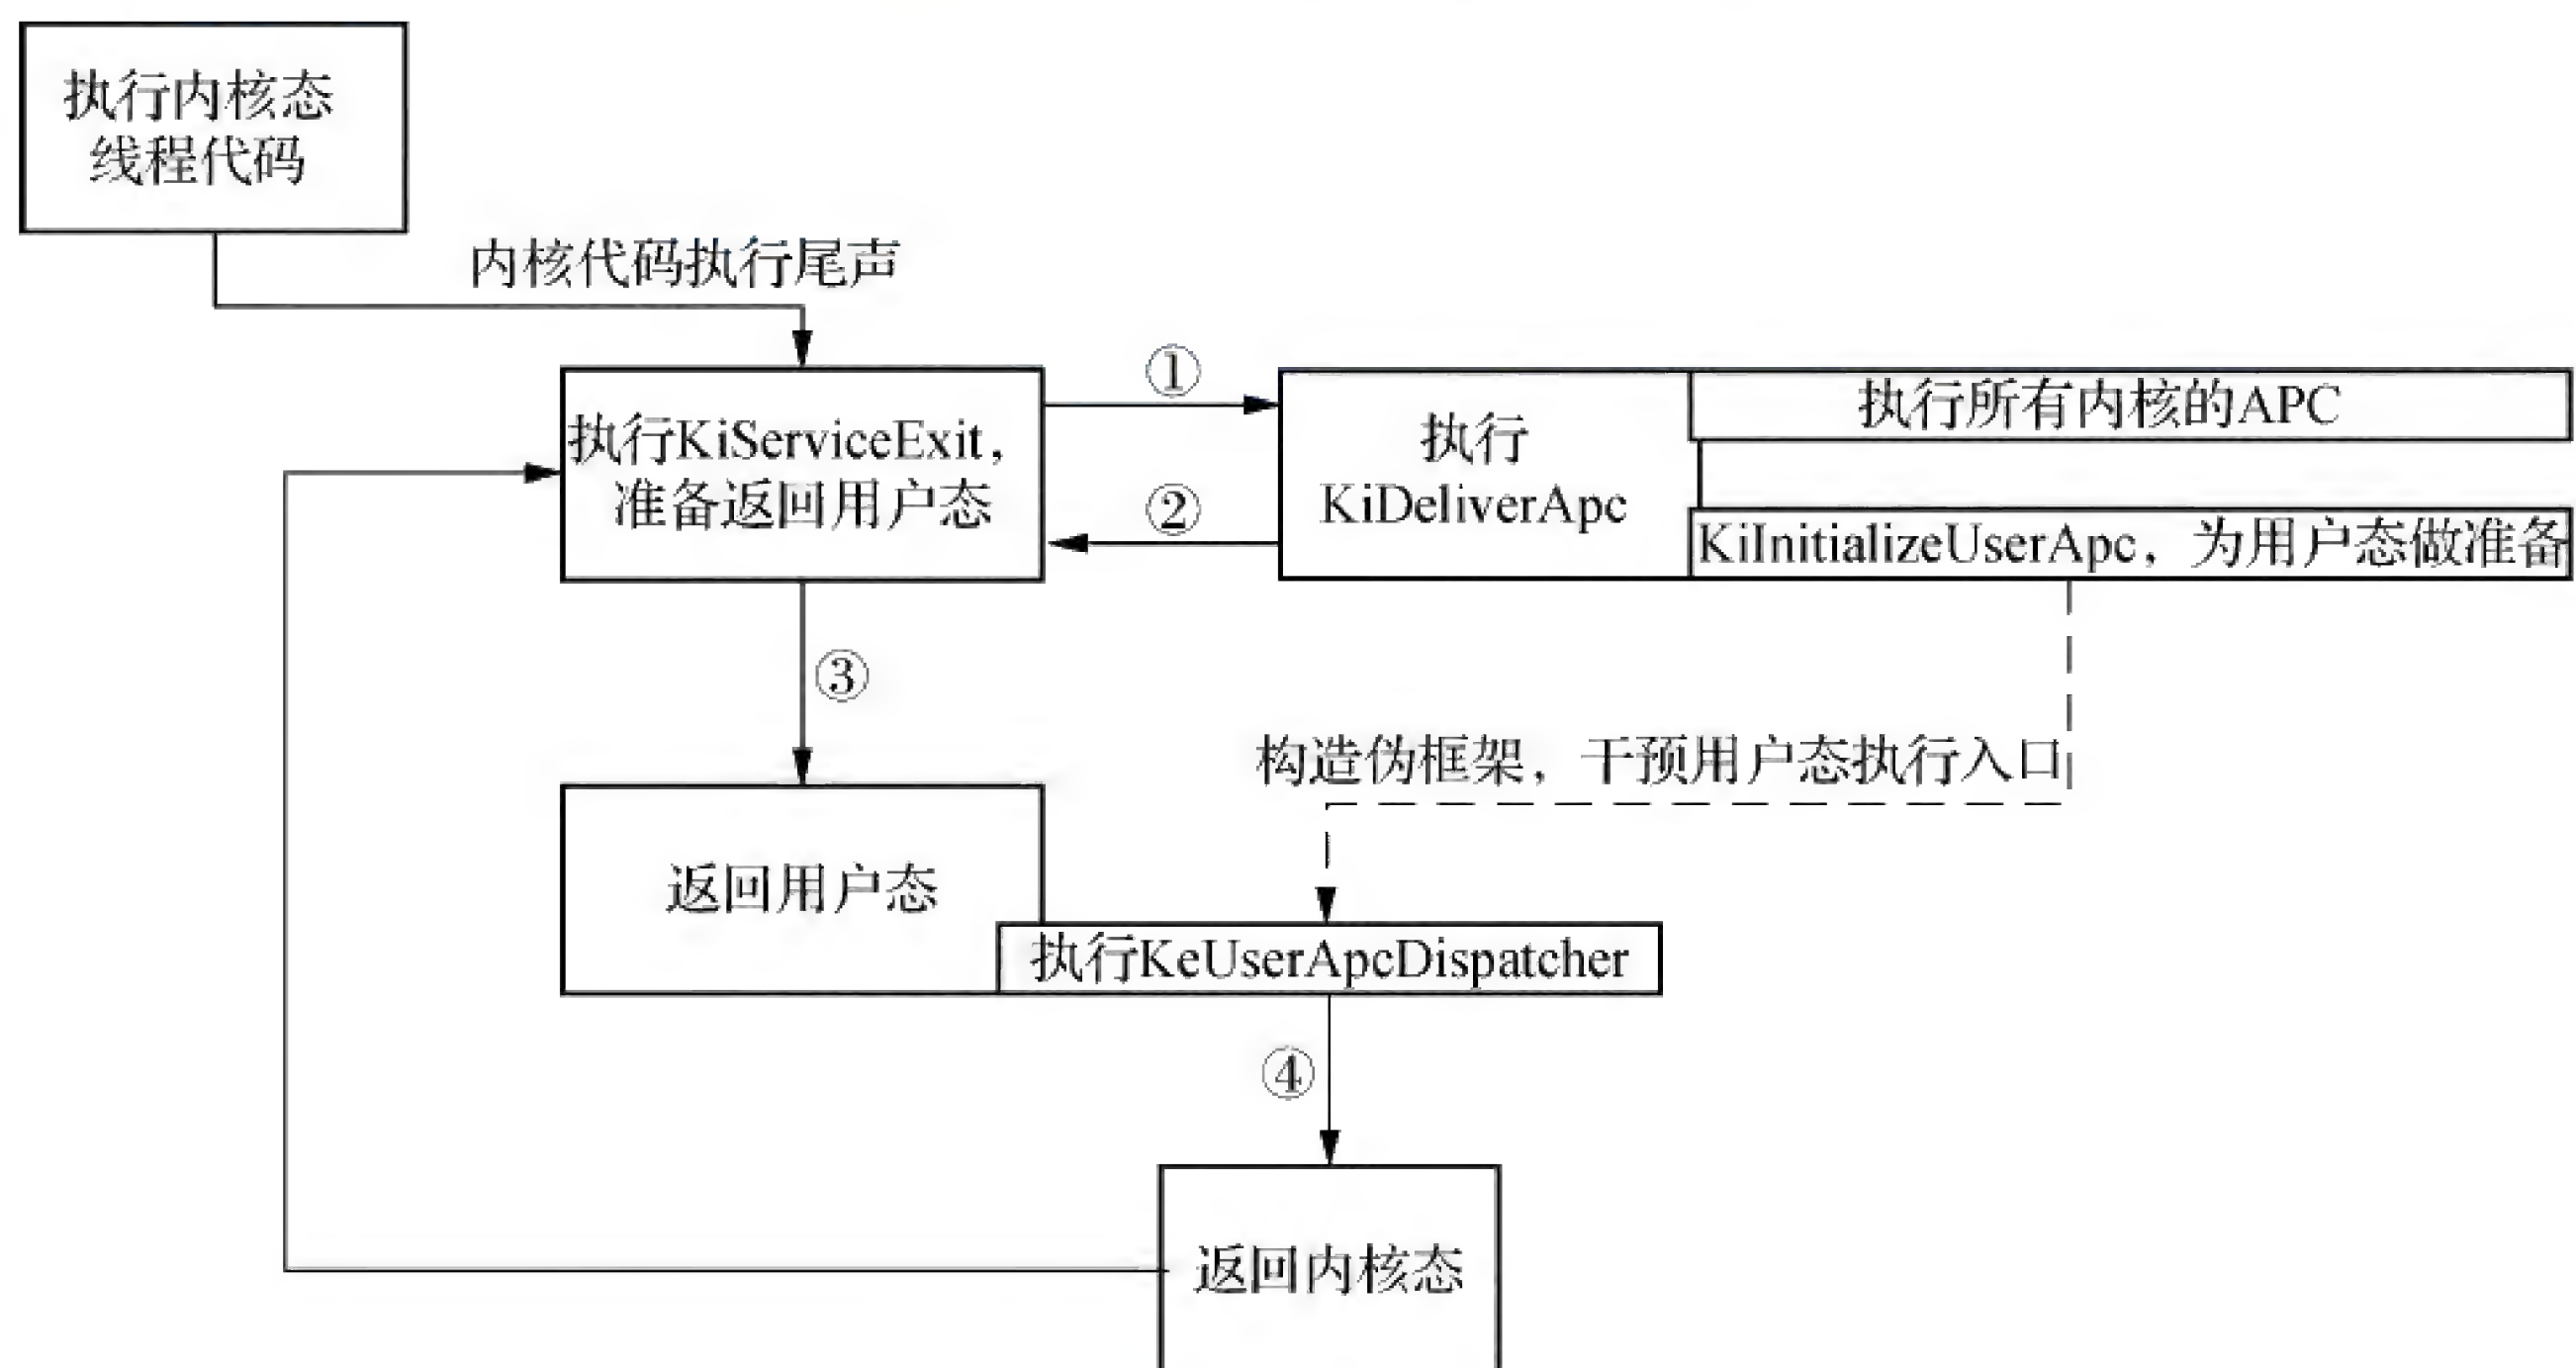 执行内核态
线程代码
内核代码执行尾声
执行KiServiceExit，
准备返回用户态
①
②
执行
KiDeliverApc
执行所有内核的APC
KiInitializeUserApc，为用户态做准备
③
构造伪框架，干预用户态执行入口
返回用户态
执行KeUserApcDispatcher
④
返回内核态